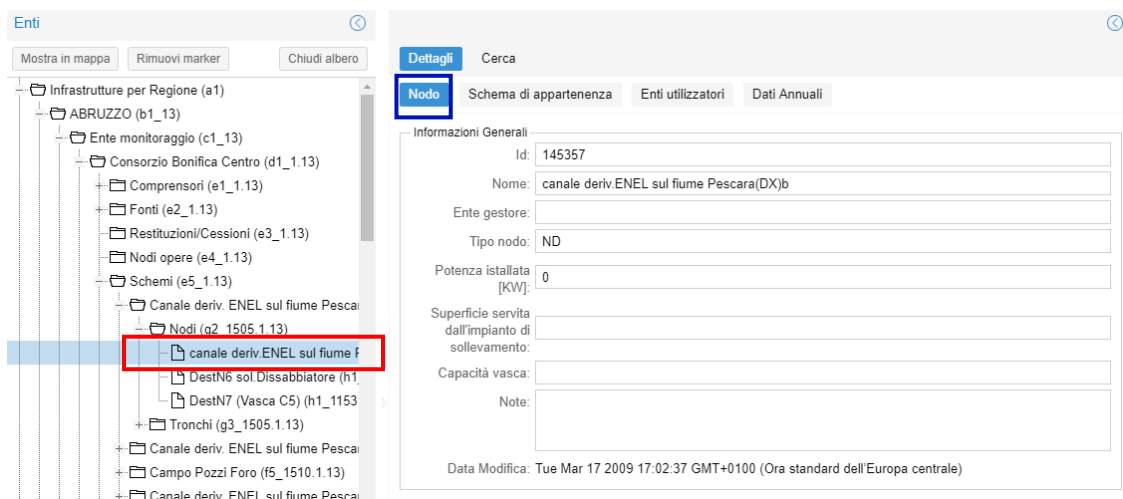 Enti
Mostra in mappa Rimuovi marker Chiudi albero
Infrastrutture per Regione (a1)
ABRUZZO (b1_13)
Ente monitoraggio (c1_13)
Consorzio Bonifica Centro (d1_1.13)
Comprensori (e1_1.13)
Fonti (e2_1.13)
Restituzioni/Cessioni (e3_1.13)
Nodi opere (e4_1.13)
Schemi (e5_1.13)
Canale deriv. ENEL sul fiume Pescar
Nodi (g2_1505.1.13)
canale deriv.ENEL sul fiume P
DestN6 sol.Dissabbiatore (h1_
DestN7 (Vasca C5) (h1_1153
Tronchi (g3_1505.1.13)
Canale deriv. ENEL sul fiume Pescar
Campo Pozzi Foro (f5_1510.1.13)
Canale deriv. ENEL sul fiume Pescar
Dettagli Cerca
Nodo Schema di appartenenza Enti utilizzatori Dati Annuali
Informazioni Generali
Id: 145357
Nome: canale deriv.ENEL sul fiume Pescara(DX)b
Ente gestore:
Tipo nodo: ND
Potenza istallata
[KW]: 0
Superficie servita
dall'impianto di
sollevamento:
Capacità vasca:
Note:
Data Modifica: Tue Mar 17 2009 17:02:37 GMT+0100 (Ora standard dell'Europa centrale)